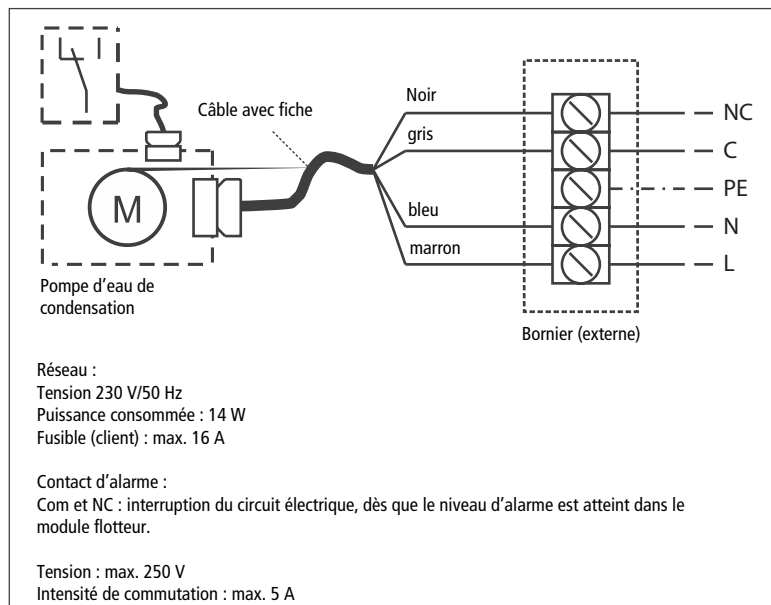 Noir
NC
Câble avec fiche
gris
C
PE
M
bleu
N
marron
L
Pompe d'eau de
condensation
Bornier (externe)
Réseau :
Tension 230 V/50 Hz
Puissance consommée : 14 W
Fusible (client) : max. 16 A
Contact d'alarme :
Com et NC : interruption du circuit électrique, dès que le niveau d'alarme est atteint dans le
module flotteur.
Tension : max. 250 V
Intensité de commutation : max. 5 A